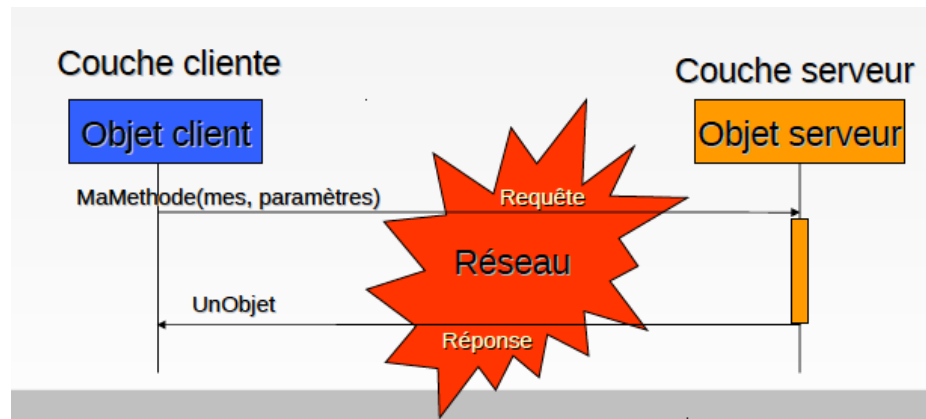 Couche cliente
Couche serveur
Objet client
Objet serveur
MaMethode(mes, paramètres)
Requête
Réseau
UnObjet
Réponse